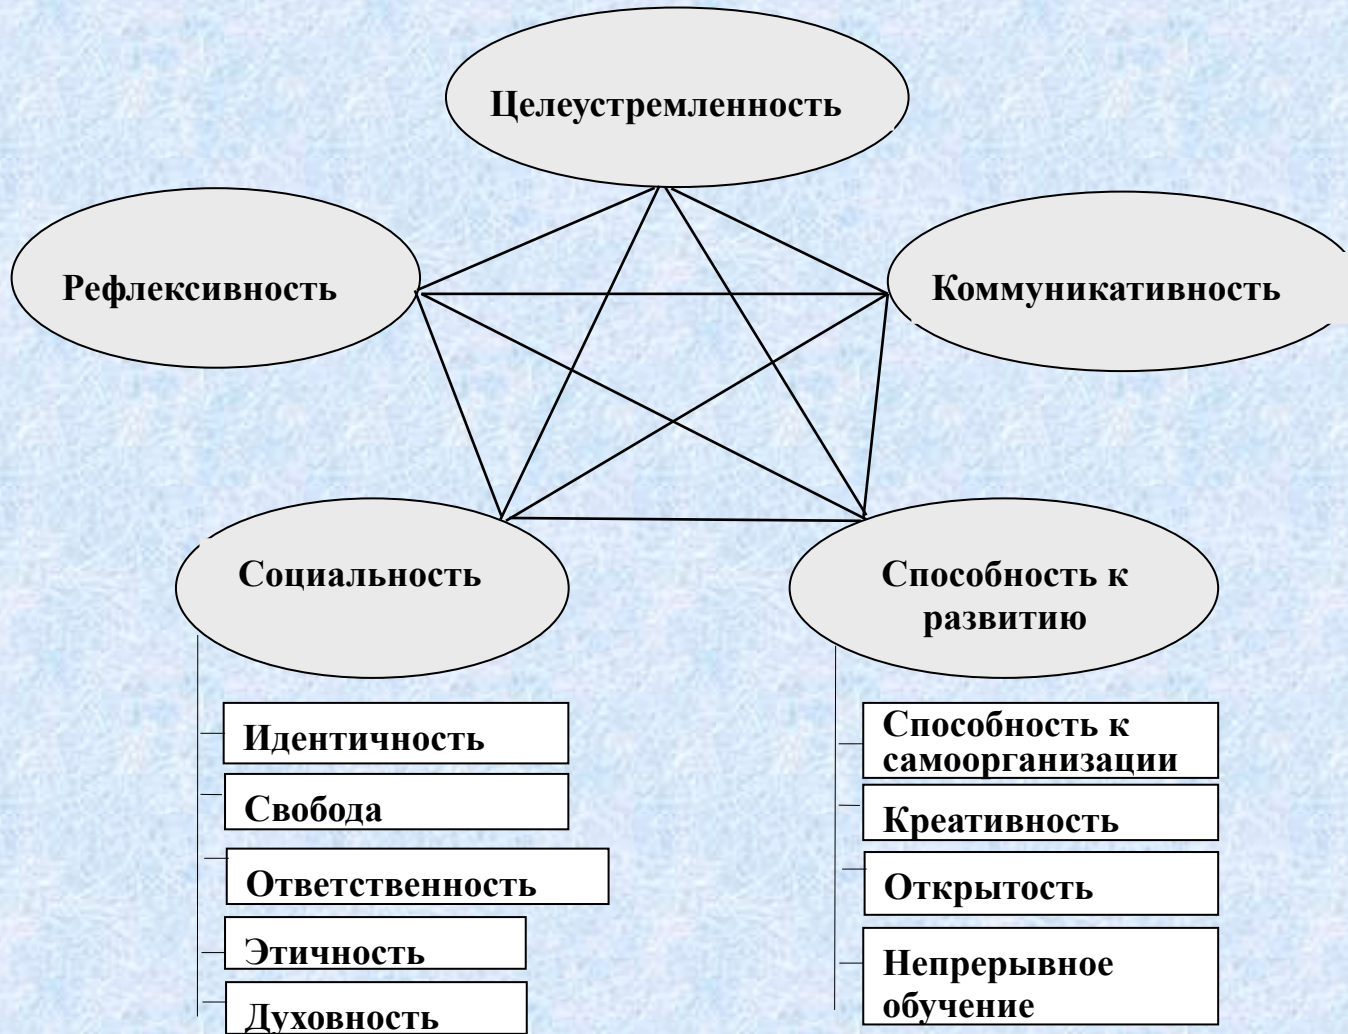 Целеустремленность
Рефлексивность
Коммуникативность
Социальность
Способность к
развитию
Идентичность
Свобода
Ответственность
Этичность
Духовность
Способность к
самоорганизации
Креативность
Открытость
Непрерывное
обучение